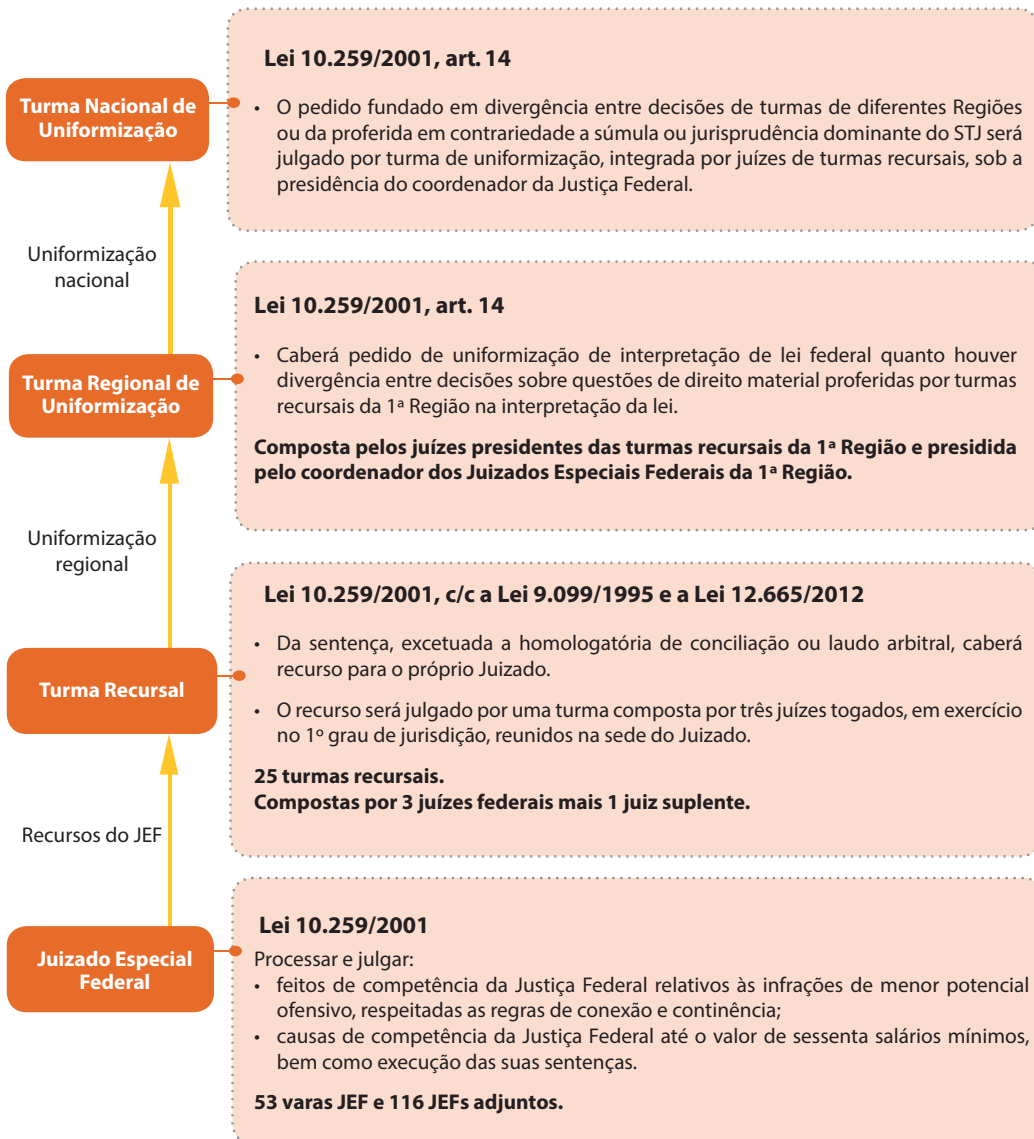 Lei 10.259/2001, art. 14
Turma Nacional de
Uniformização
• O pedido fundado em divergência entre decisões de turmas de diferentes Regiões
ou da proferida em contrariedade a súmula ou jurisprudência dominante do STJ será
julgado por turma de uniformização, integrada por juízes de turmas recursais, sob a
presidência do coordenador da Justiça Federal.
Uniformização
nacional
Lei 10.259/2001, art. 14
Turma Regional de
Uniformização
• Caberá pedido de uniformização de interpretação de lei federal quanto houver
divergência entre decisões sobre questões de direito material proferidas por turmas
recursais da 1ª Região na interpretação da lei.
Composta pelos juízes presidentes das turmas recursais da 1ª Região e presidida
pelo coordenador dos Juizados Especiais Federais da 1ª Região.
Uniformização
regional
Lei 10.259/2001, c/c a Lei 9.099/1995 e a Lei 12.665/2012
Turma Recursal
• Da sentença, excetuada a homologatória de conciliação ou laudo arbitral, caberá
recurso para o próprio Juizado.
• O recurso será julgado por uma turma composta por três juízes togados, em exercício
no 1º grau de jurisdição, reunidos na sede do Juizado.
25 turmas recursais.
Compostas por 3 juízes federais mais 1 juiz suplente.
Recursos do JEF
Lei 10.259/2001
Juizado Especial
Federal
Processar e julgar:
• feitos de competência da Justiça Federal relativos às infrações de menor potencial
ofensivo, respeitadas as regras de conexão e continência;
• causas de competência da Justiça Federal até o valor de sessenta salários mínimos,
bem como execução das suas sentenças.
53 varas JEF e 116 JEFs adjuntos.